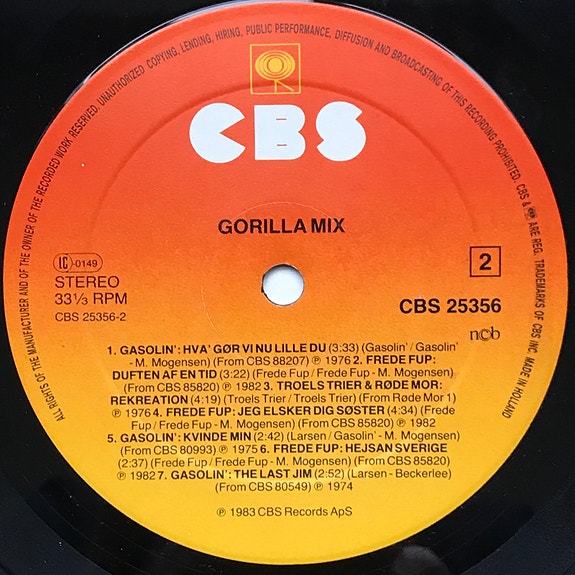 ALL RIGHTS OF THE MANUFACTURER AND OF THE OWNER OF THE RECORDED WORK RESERVED. UNAUTHORIZED COPYING, LENDING, HIRING, PUBLIC PERFORMANCE, DIFFUSION AND BROADCASTING OF THIS RECORDING PROHIBITED. CBS & ARE REG. TRADEMARKS OF CBS INC. MADE IN HOLLAND
CBS
GORILLA MIX
LC-0149
STEREO
33⅓ RPM
CBS 25356-2
2
CBS 25356
ncb
1. GASOLIN': HVA' GØR VI NU LILLE DU (3:33) (Gasolin' / Gasolin'
- M. Mogensen) (From CBS 88207) ℗ 1976 2. FREDE FUP:
DUFTEN AF EN TID (3:22) (Frede Fup / Frede Fup - M. Mogensen)
(From CBS 85820) ℗ 1982 3. TROELS TRIER & RØDE MOR:
REKREATION (4:19) (Troels Trier / Troels Trier) (From Røde Mor 1)
℗ 1976 4. FREDE FUP: JEG ELSKER DIG SØSTER (4:34) (Frede
Fup / Frede Fup - M. Mogensen) (From CBS 85820) ℗ 1982
5. GASOLIN': KVINDE MIN (2:42) (Larsen / Gasolin' - M. Mogensen)
(From CBS 80993) ℗ 1975 6. FREDE FUP: HEJSAN SVERIGE
(2:37) (Frede Fup / Frede Fup - M. Mogensen) (From CBS 85820)
℗ 1982 7. GASOLIN': THE LAST JIM (2:52) (Larsen - Beckerlee)
(From CBS 80549) ℗ 1974
℗ 1983 CBS Records ApS